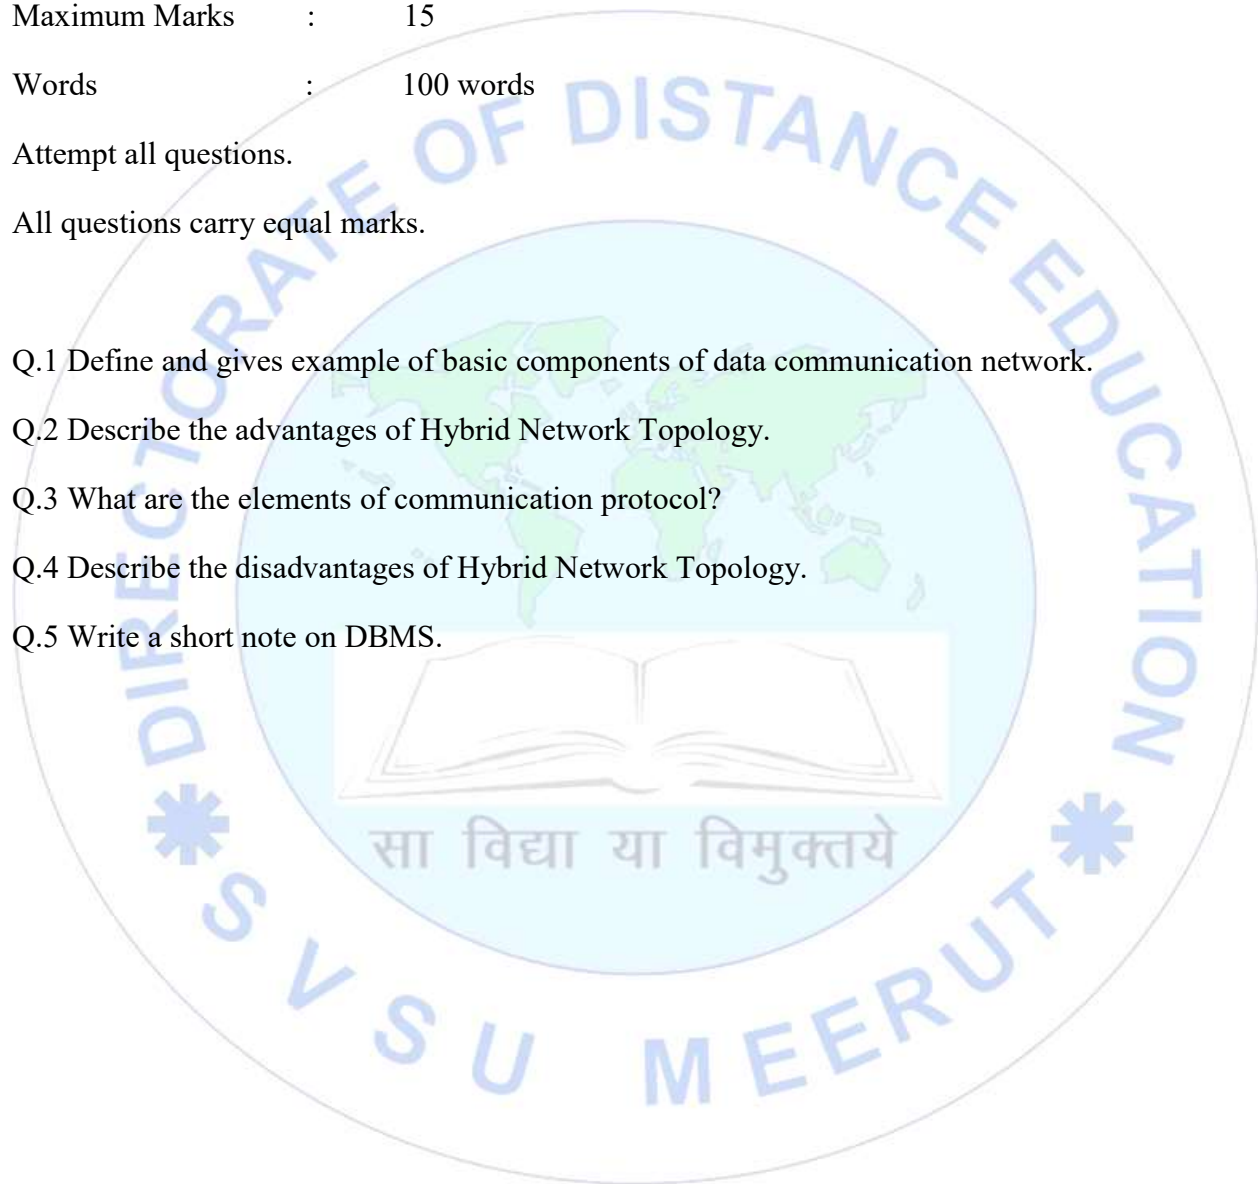 Maximum Marks : 15
Words : 100 words
Attempt all questions.
All questions carry equal marks.
Q.1 Define and gives example of basic components of data communication network.
Q.2 Describe the advantages of Hybrid Network Topology.
Q.3 What are the elements of communication protocol?
Q.4 Describe the disadvantages of Hybrid Network Topology.
Q.5 Write a short note on DBMS.
DIRECTORATE OF DISTANCE EDUCATION
सा विद्या या विमुक्तये
* S V S U MEERUT *